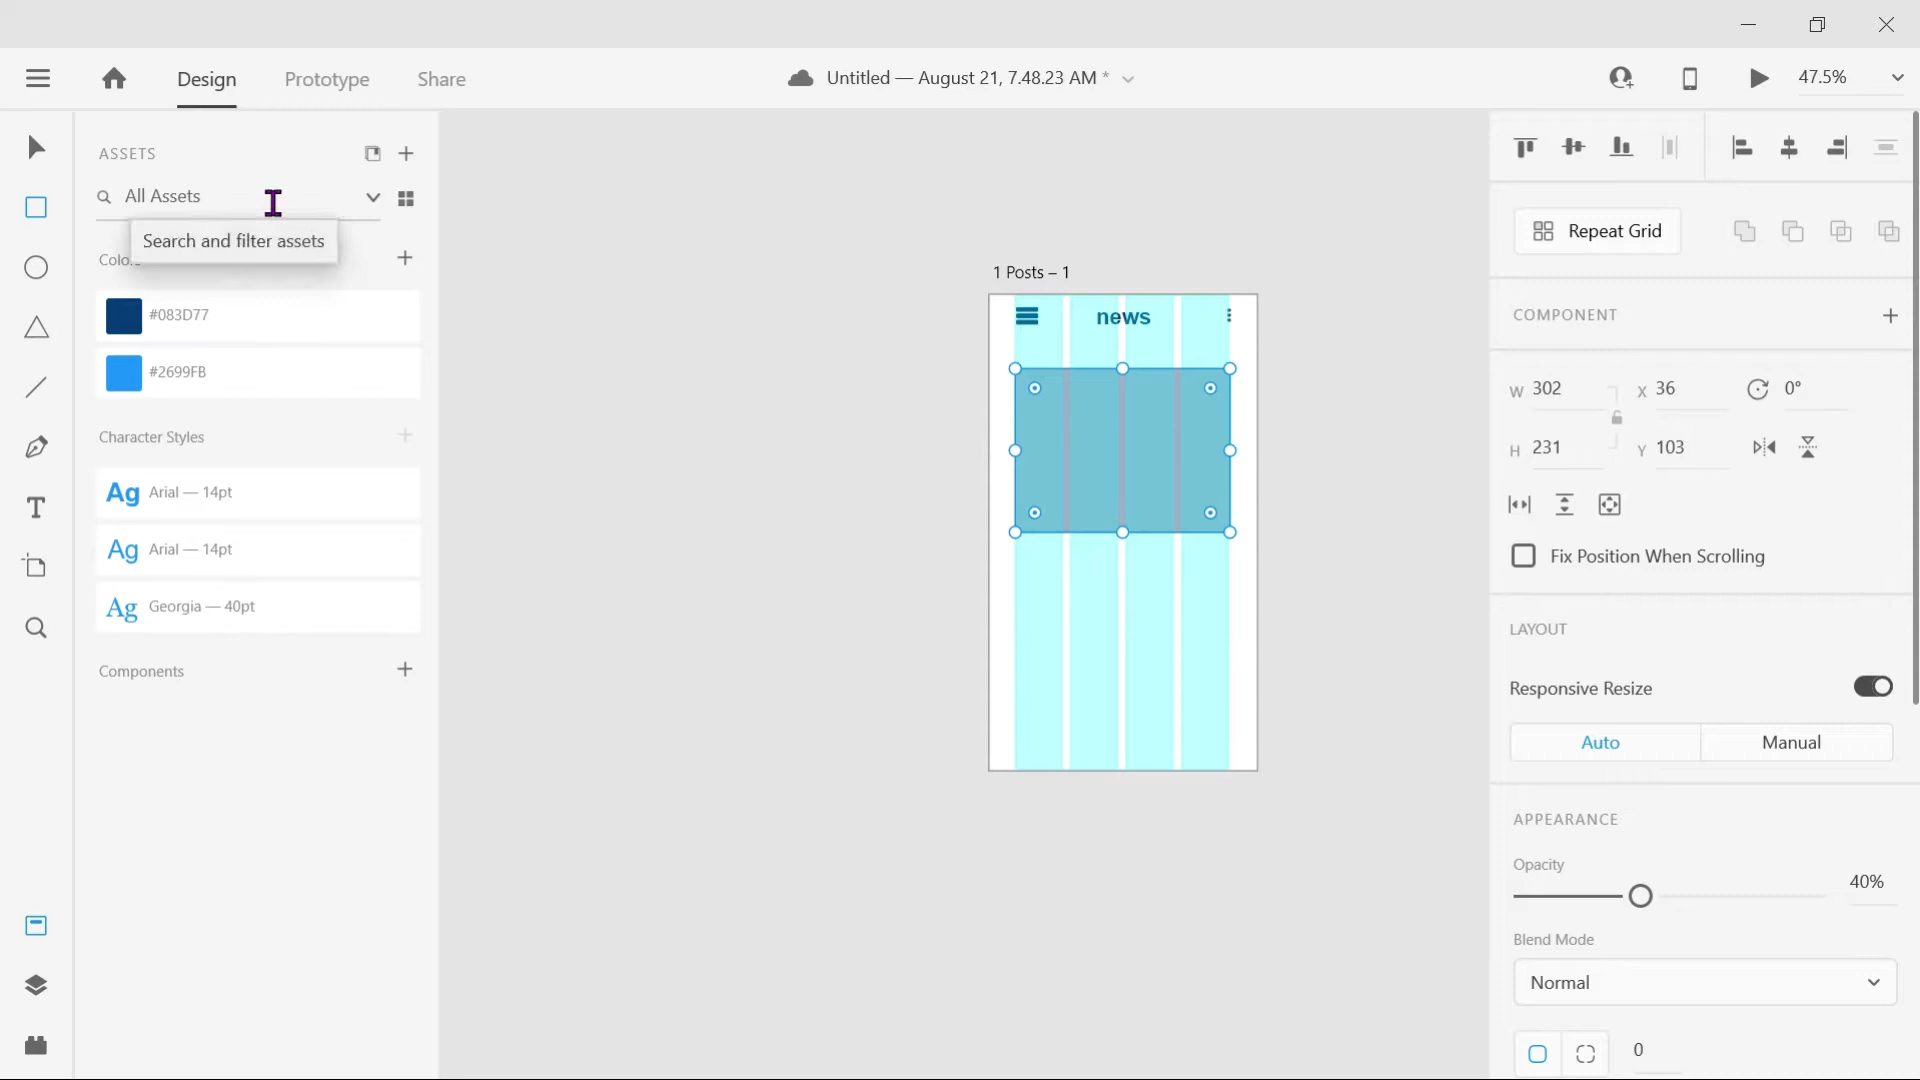 Design
Prototype
Share
Untitled — August 21, 7.48.23 AM *
47.5%
ASSETS
All Assets
Search and filter assets
#083D77
#2699FB
Character Styles
Ag Arial — 14pt
Ag Arial — 14pt
Ag Georgia — 40pt
Components
1 Posts – 1
news
Repeat Grid
COMPONENT
W 302
X 36
0°
H 231
Y 103
Fix Position When Scrolling
LAYOUT
Responsive Resize
Auto
Manual
APPEARANCE
Opacity
40%
Blend Mode
Normal
0